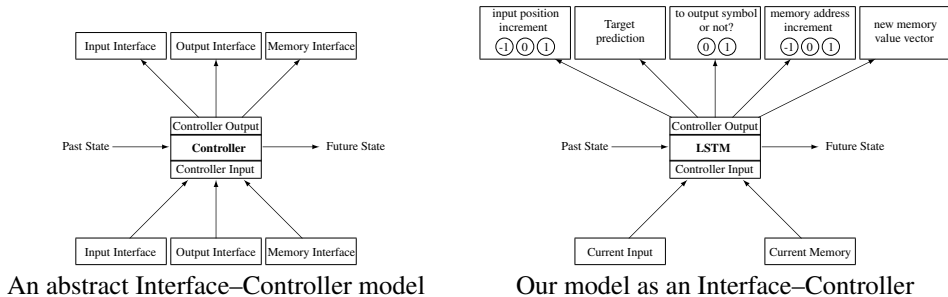 Input Interface Output Interface Memory Interface
Controller Output
Past State Controller Future State
Controller Input
Input Interface Output Interface Memory Interface
An abstract Interface–Controller model
input position increment
-1 0 1
Target prediction
to output symbol or not?
0 1
memory address increment
-1 0 1
new memory value vector
Controller Output
Past State LSTM Future State
Controller Input
Current Input Current Memory
Our model as an Interface–Controller